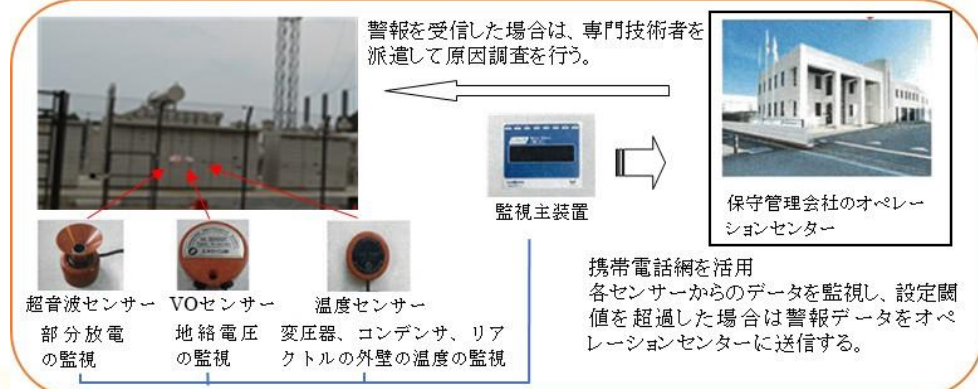 警報を受信した場合は、専門技術者を
派遣して原因調査を行う。
監視主装置
保守管理会社のオペレー
ションセンター
超音波センサー
VOセンサー
温度センサー
部分放電
の監視
地絡電圧
の監視
変圧器、コンデンサ、リア
クトルの外壁の温度の監視
携帯電話網を活用
各センサーからのデータを監視し、設定閾
値を超過した場合は警報データをオペ
レーションセンターに送信する。